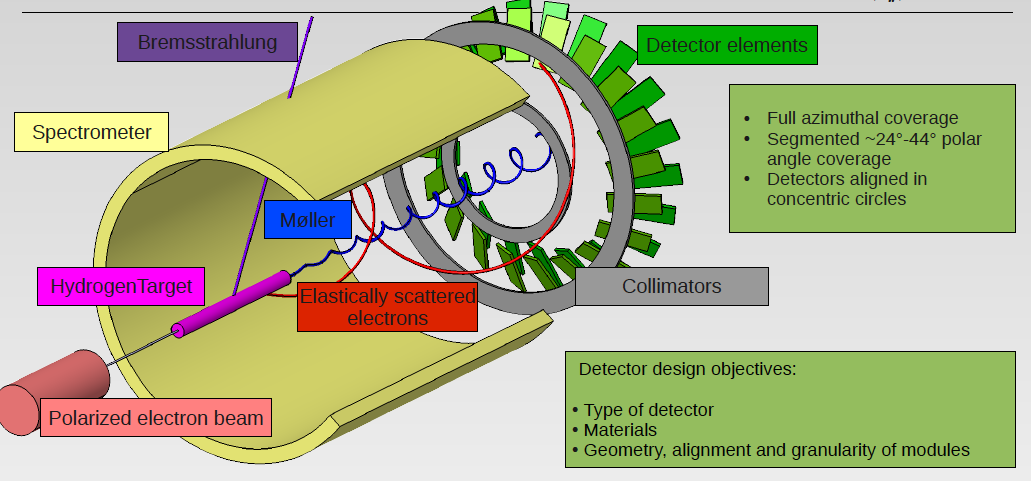 Bremsstrahlung
Detector elements
Spectrometer
• Full azimuthal coverage
• Segmented ~24°-44° polar
angle coverage
• Detectors aligned in
concentric circles
Møller
HydrogenTarget
Elastically scattered
electrons
Collimators
Polarized electron beam
Detector design objectives:
• Type of detector
• Materials
• Geometry, alignment and granularity of modules